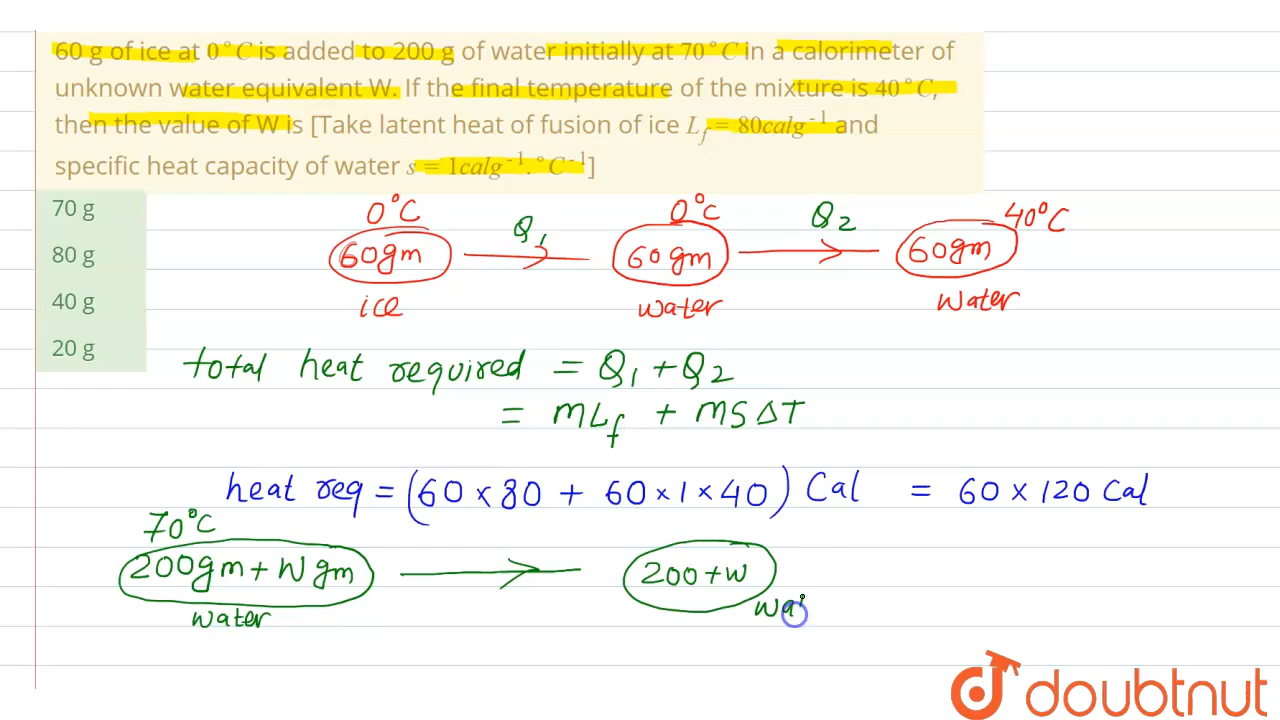 60 g of ice at 0°C is added to 200 g of water initially at 70°C in a calorimeter of
unknown water equivalent W. If the final temperature of the mixture is 40°C,
then the value of W is [Take latent heat of fusion of ice L_f = 80calg^-1 and
specific heat capacity of water s = 1calg^-1.°C^-1]
70 g
80 g
40 g
20 g
0°C Q1 0°C Q2 40°C
60gm 60gm 60gm
ice water water
total heat required = Q1 + Q2
= mLf + MSΔT
heat req = (60 × 80 + 60 × 1 × 40) Cal = 60 × 120 Cal
70°C
200gm + W gm 200 + W
water wat
doubtnut